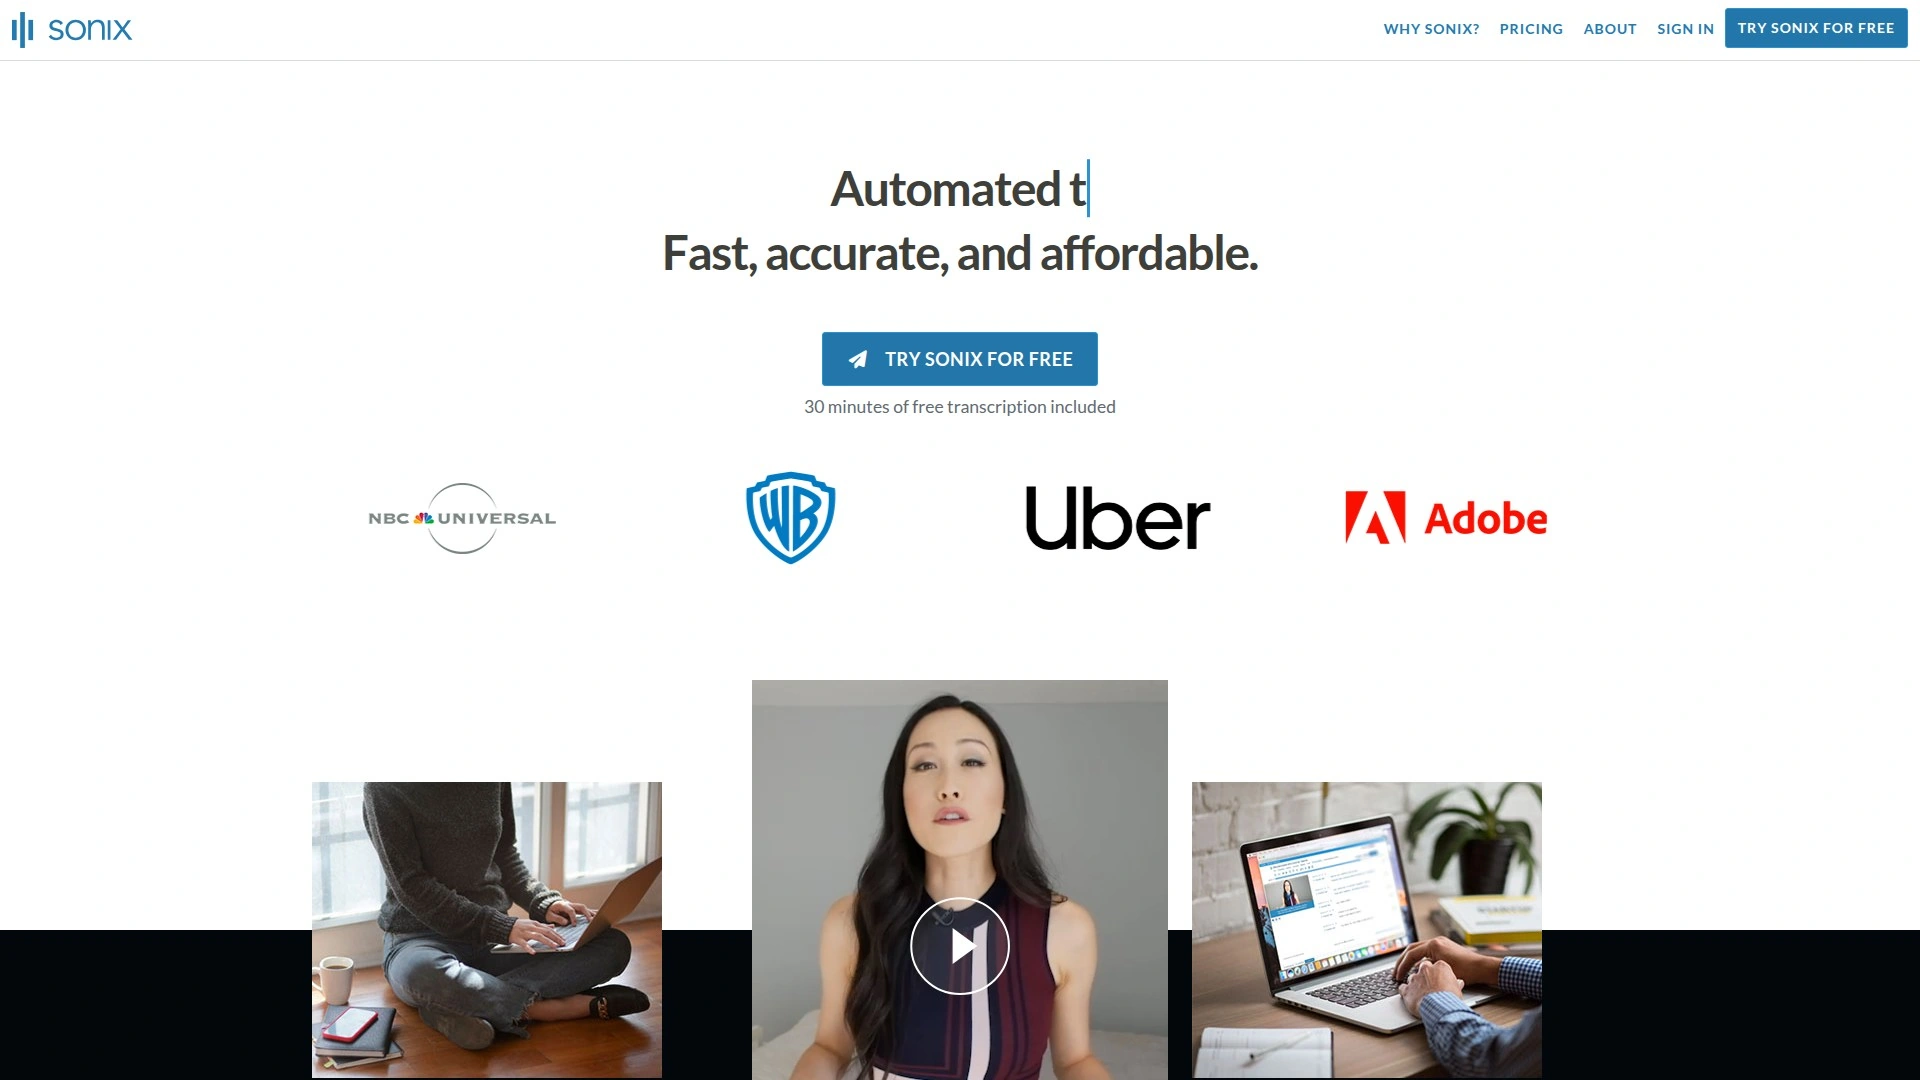 sonix
WHY SONIX?
PRICING
ABOUT
SIGN IN
TRY SONIX FOR FREE
Automated t
Fast, accurate, and affordable.
TRY SONIX FOR FREE
30 minutes of free transcription included
NBC UNIVERSAL
WB
Uber
Adobe